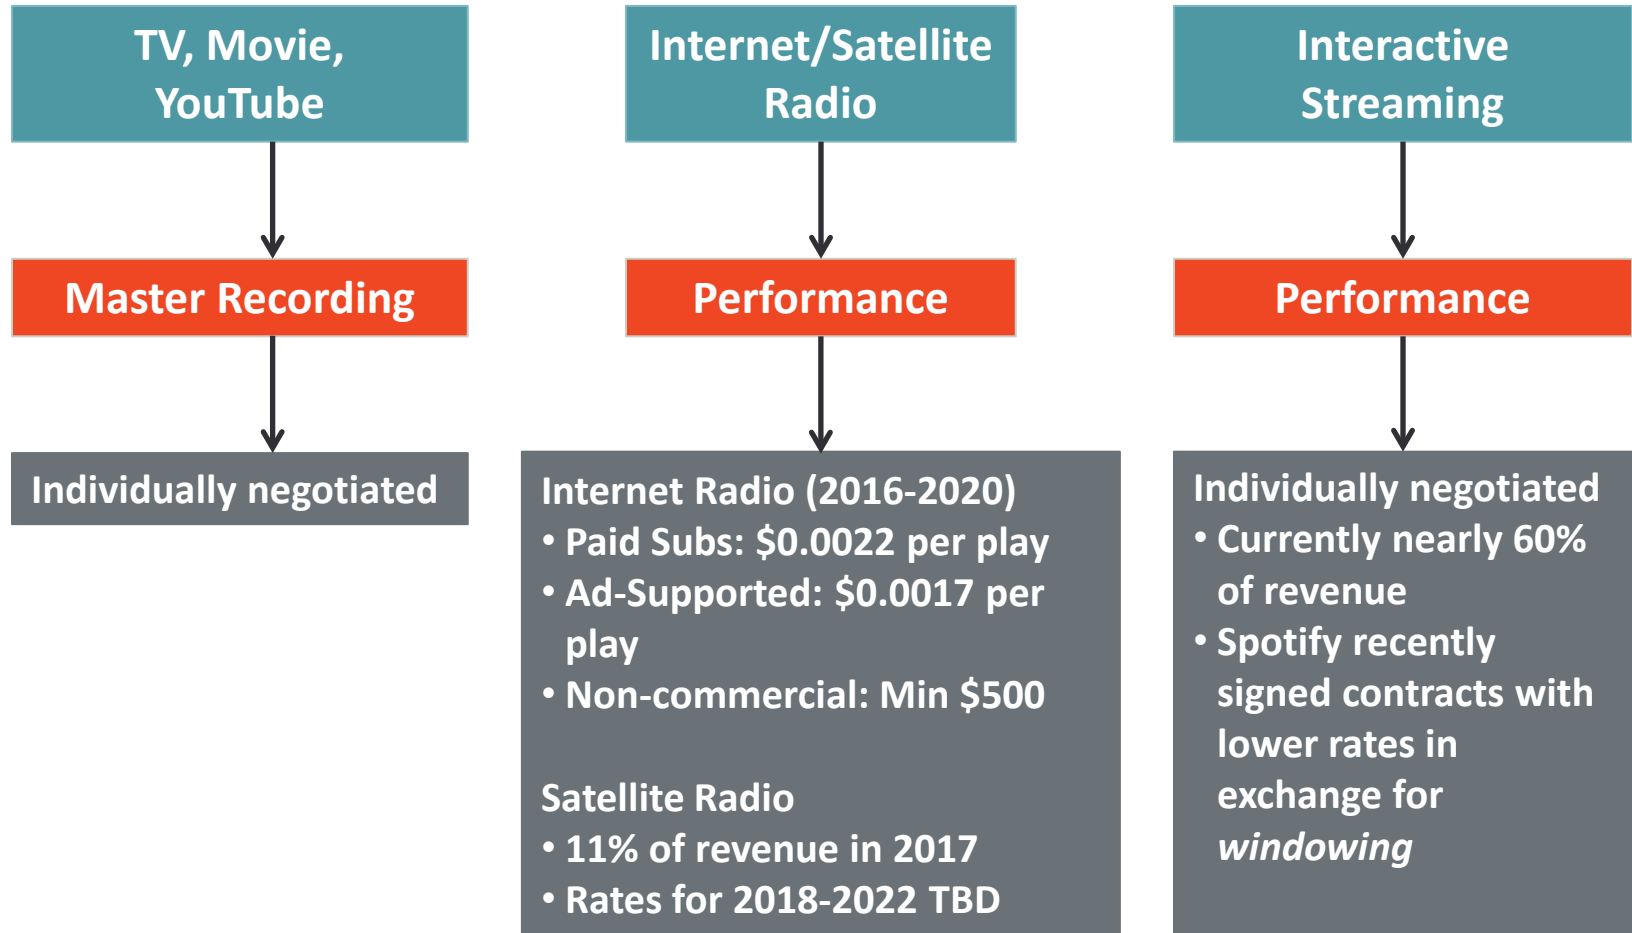 TV, Movie,
YouTube
Master Recording
Individually negotiated
Internet/Satellite
Radio
Performance
Internet Radio (2016-2020)
• Paid Subs: $0.0022 per play
• Ad-Supported: $0.0017 per
play
• Non-commercial: Min $500
Satellite Radio
• 11% of revenue in 2017
• Rates for 2018-2022 TBD
Interactive
Streaming
Performance
Individually negotiated
• Currently nearly 60%
of revenue
• Spotify recently
signed contracts with
lower rates in
exchange for
windowing